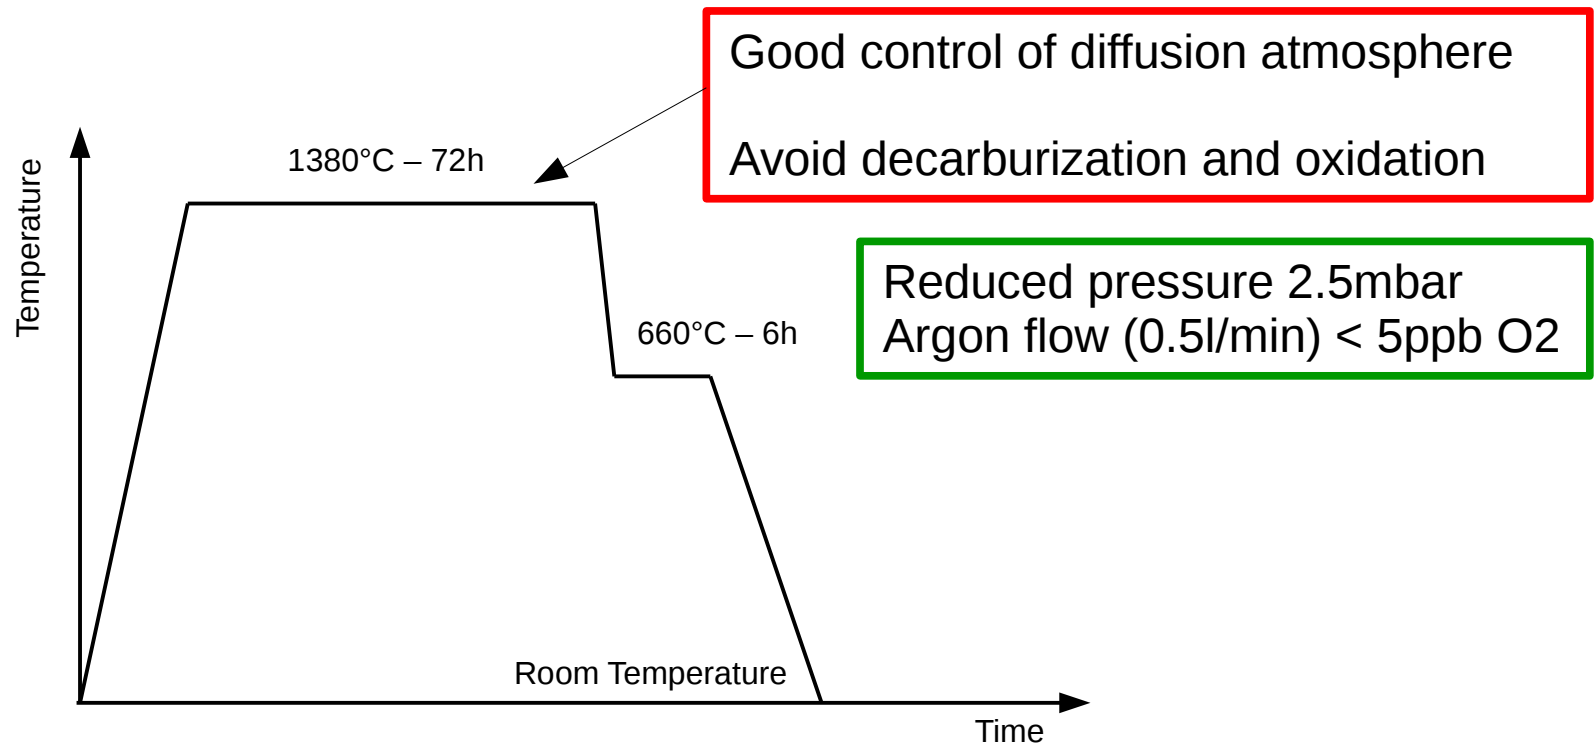 Good control of diffusion atmosphere
Avoid decarburization and oxidation
1380°C – 72h
Temperature
Reduced pressure 2.5mbar
Argon flow (0.5l/min) < 5ppb O2
660°C – 6h
Room Temperature
Time